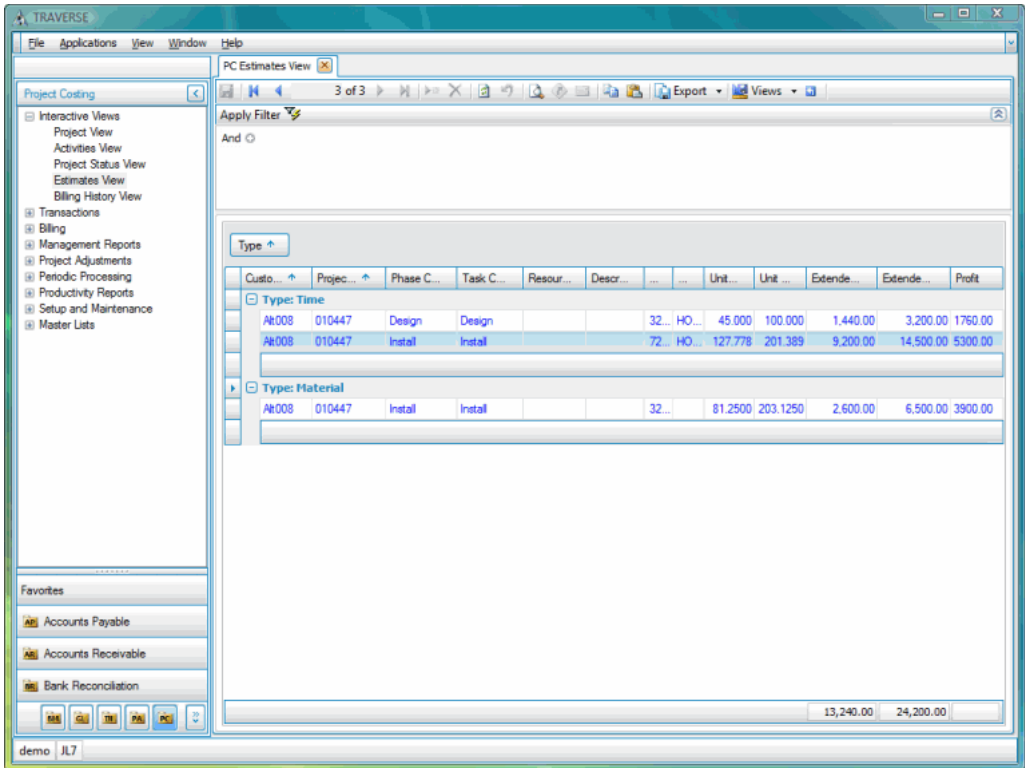 TRAVERSE
File Applications View Window Help
PC Estimates View
Project Costing
3 of 3 Export Views
Interactive Views
Project View
Activities View
Project Status View
Estimates View
Billing History View
Transactions
Billing
Management Reports
Project Adjustments
Periodic Processing
Productivity Reports
Setup and Maintenance
Master Lists
Favorites
Accounts Payable
Accounts Receivable
Bank Reconciliation
Apply Filter
And
Type
Custo... Projec... Phase C... Task C... Resour... Descr... ... ... Unit... Unit ... Extende... Extende... Profit
Type: Time
Alt008 010447 Design Design 32... HO... 45.000 100.000 1,440.00 3,200.00 1760.00
Alt008 010447 Install Install 72... HO... 127.778 201.389 9,200.00 14,500.00 5300.00
Type: Material
Alt008 010447 Install Install 32... 81.2500 203.1250 2,600.00 6,500.00 3900.00
13,240.00 24,200.00
demo JL7